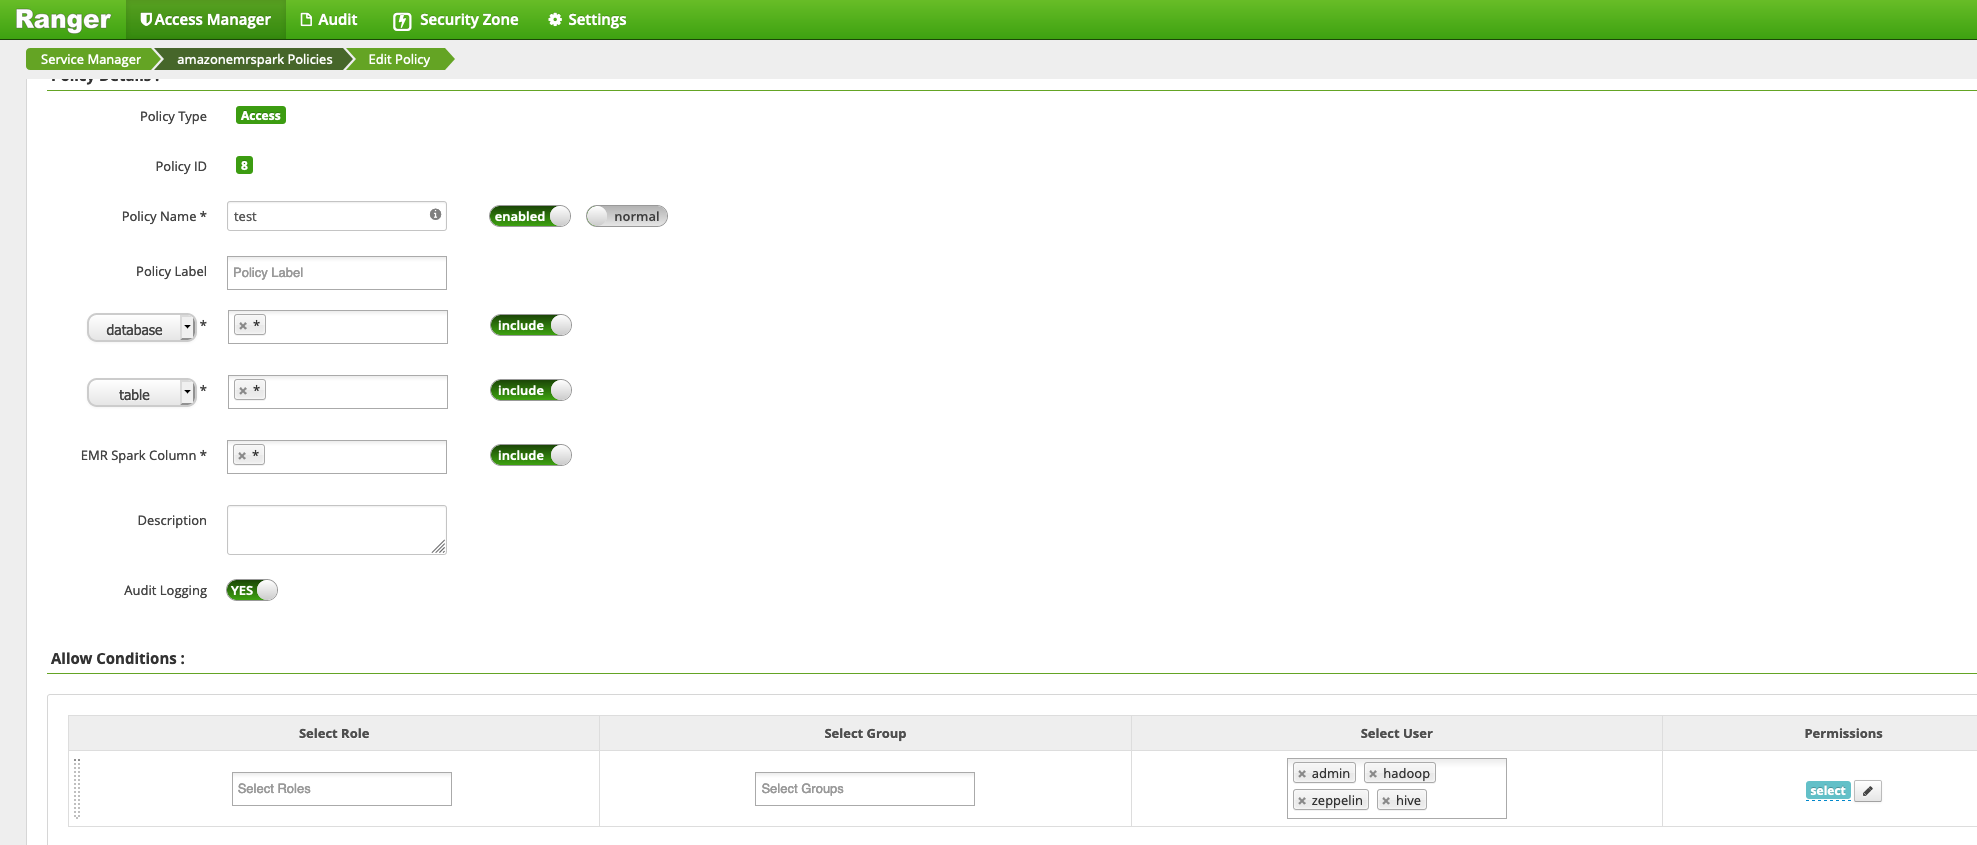 Ranger Access Manager Audit Security Zone Settings
Service Manager amazonemrspark Policies Edit Policy
Policy Details :
Policy Type Access
Policy ID 8
Policy Name * test enabled normal
Policy Label Policy Label
database * × * include
table * × * include
EMR Spark Column * × * include
Description
Audit Logging YES
Allow Conditions :
Select Role Select Group Select User Permissions
Select Roles Select Groups × admin × hadoop select
× zeppelin × hive